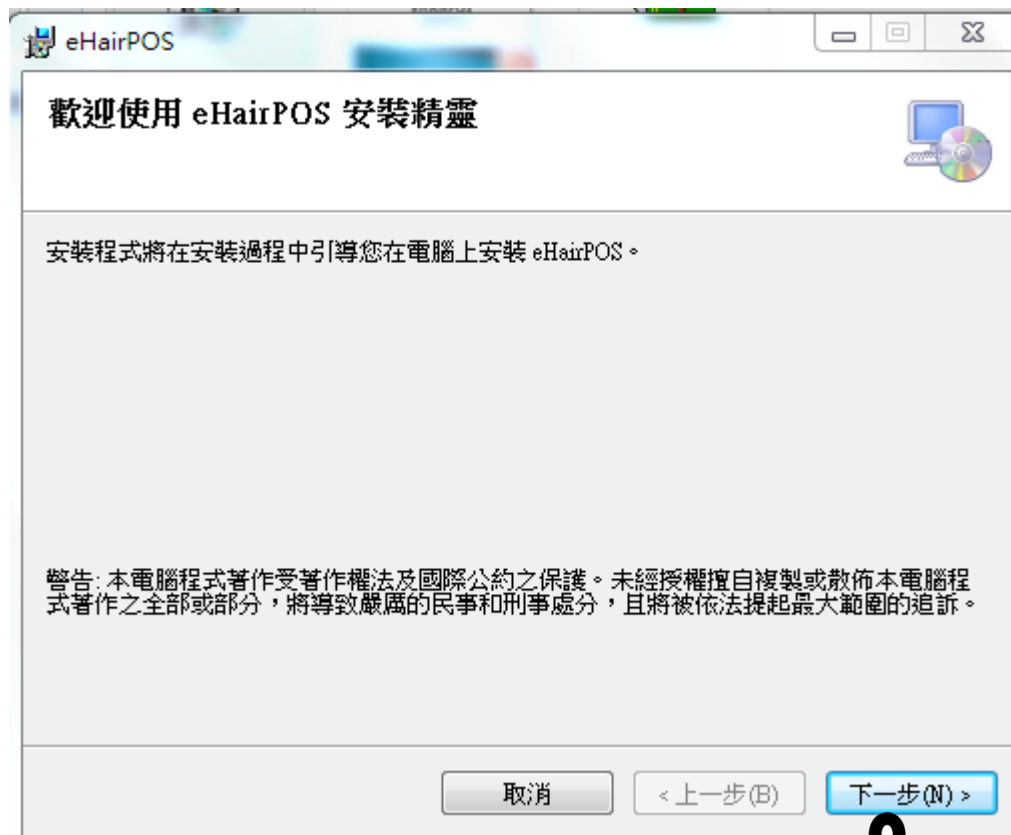 eHairPOS
歡迎使用 eHairPOS 安裝精靈
安裝程式將在安裝過程中引導您在電腦上安裝 eHairPOS。
警告: 本電腦程式著作受著作權法及國際公約之保護。未經授權擅自複製或散佈本電腦程
式著作之全部或部分，將導致嚴厲的民事和刑事處分，且將被依法提起最大範圍的追訴。
取消
<上一步(B)
下一步(N) >